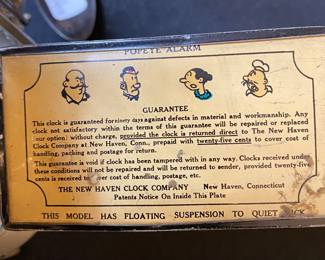 POPEYE ALARM
GUARANTEE
This clock is guaranteed for ninety days against defects in material and workmanship. Any
clock not satisfactory within the terms of this guarantee will be repaired or replaced
our option) without charge, provided the clock is returned direct to The New Haven
Clock Company at New Haven, Conn., prepaid with twenty-five cents to cover cost of
handling, packing and postage for return.
This guarantee is void if clock has been tampered with in any way. Clocks received under
these conditions will not be repaired and will be returned to sender, provided twenty-five
cents is received to cover cost of handling, postage, etc.
THE NEW HAVEN CLOCK COMPANY New Haven, Connecticut
Patents Notice On Inside This Plate
THIS MODEL HAS FLOATING SUSPENSION TO QUIET